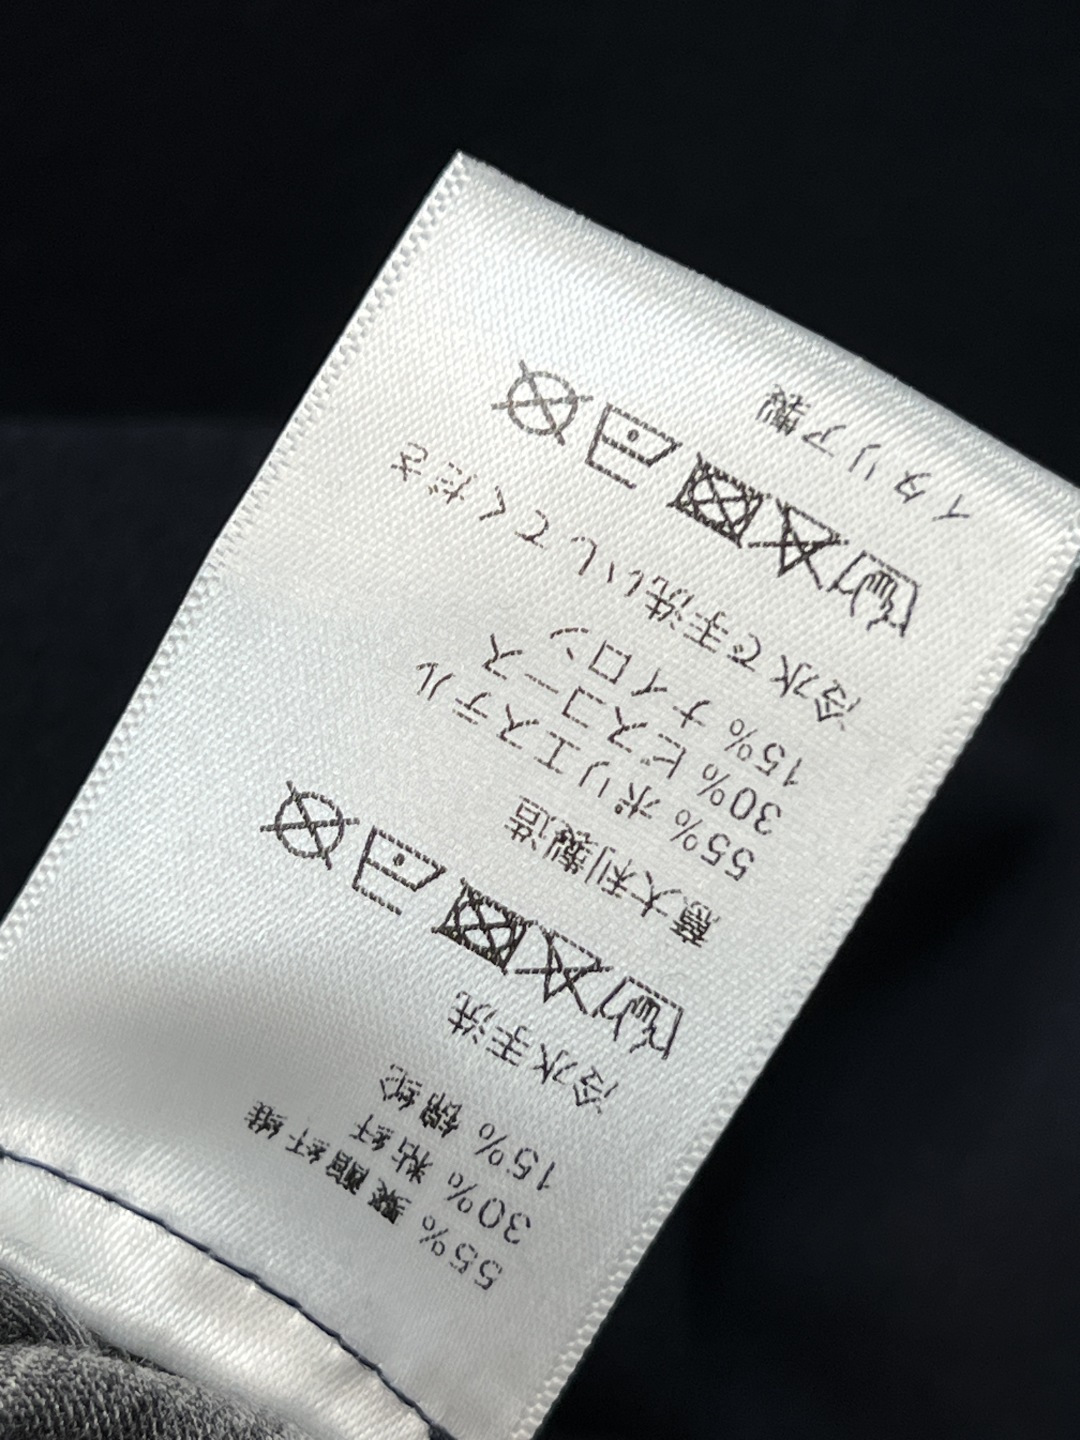 55% 聚酯纤维
30% 粘纤
15% 锦纶
冷水手洗
意大利製造
55% ポリエステル
30% ビスコース
15% ナイロン
冷水で手洗いしてくださ
イタリア製